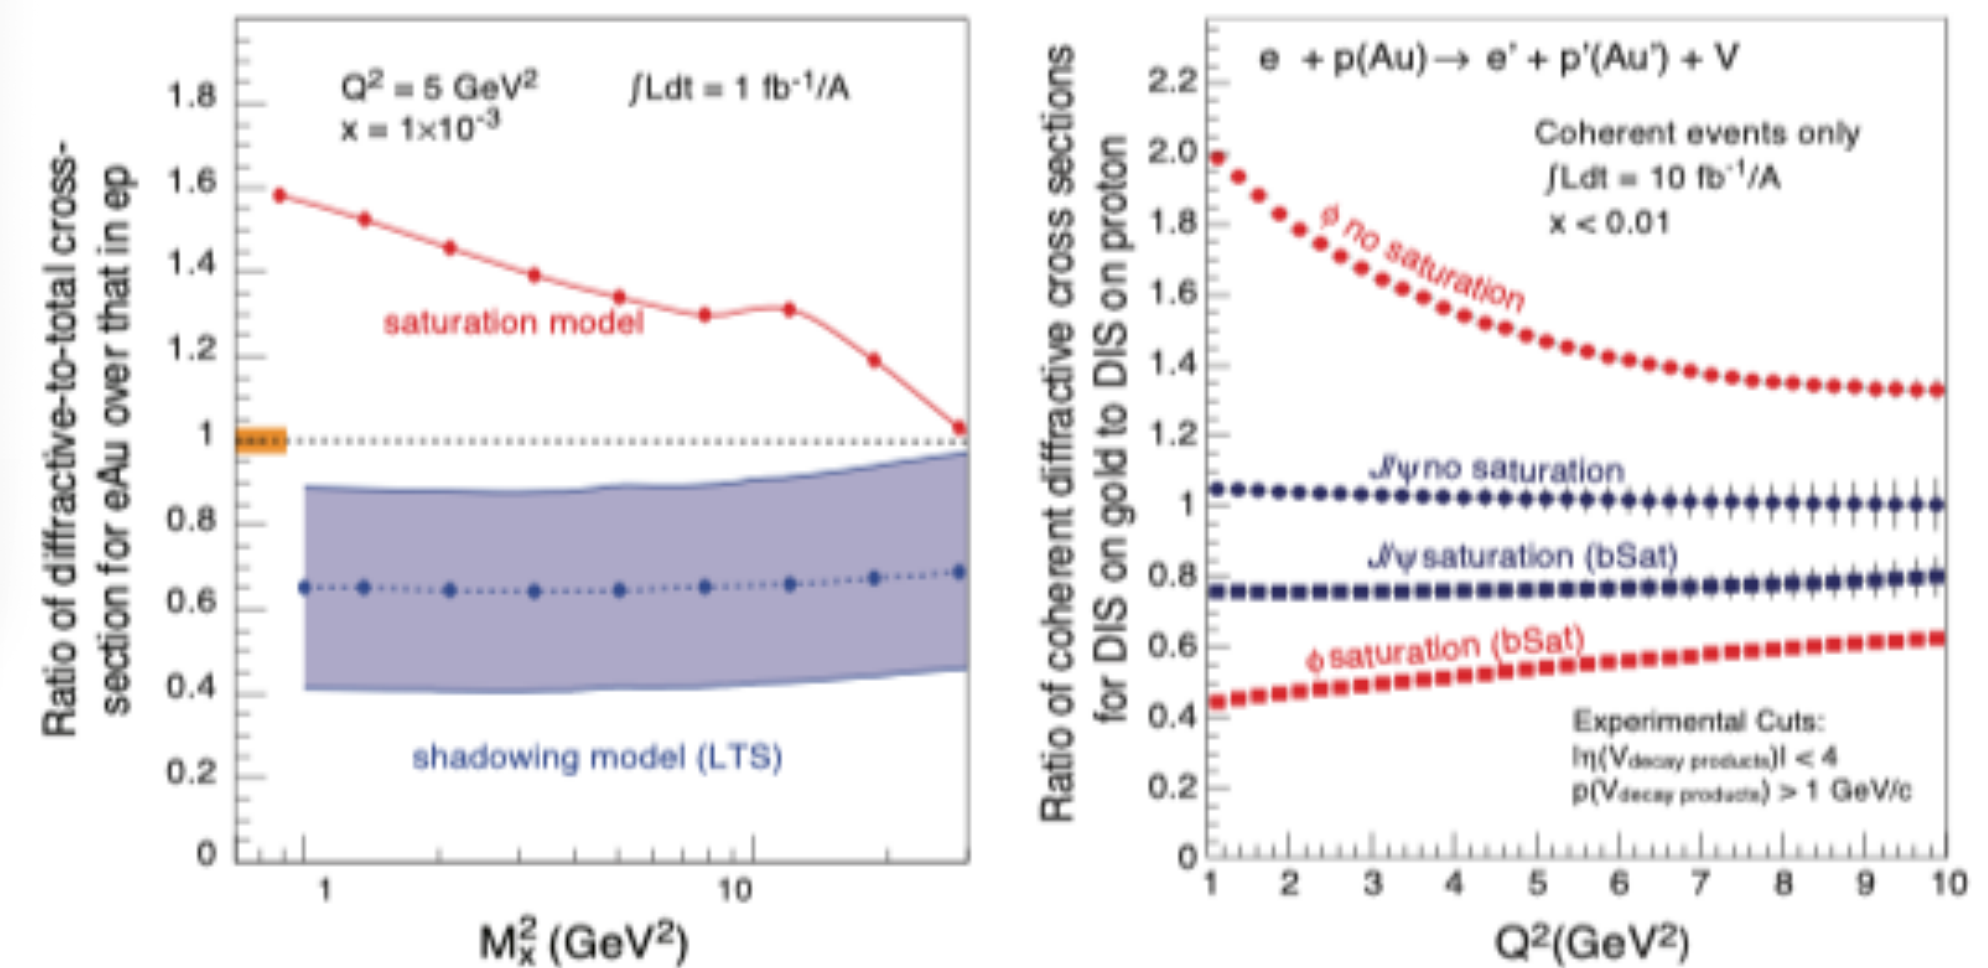 Ratio of diffractive-to-total cross-
section for eAu over that in ep
1.8
1.6
1.4
1.2
1
0.8
0.6
0.4
0.2
0
Q² = 5 GeV²
x = 1×10⁻³
∫Ldt = 1 fb⁻¹/A
saturation model
shadowing model (LTS)
1
10
Mₓ² (GeV²)
Ratio of coherent diffractive cross sections
for DIS on gold to DIS on proton
2.2
2.0
1.8
1.6
1.4
1.2
1
0.8
0.6
0.4
0.2
0
e + p(Au) → e' + p'(Au') + V
Coherent events only
∫Ldt = 10 fb⁻¹/A
x < 0.01
ϕ no saturation
J/ψ no saturation
J/ψ saturation (bSat)
ϕ saturation (bSat)
Experimental Cuts:
|η(Vdecay products)| < 4
p(Vdecay products) > 1 GeV/c
1
2
3
4
5
6
7
8
9
10
Q²(GeV²)